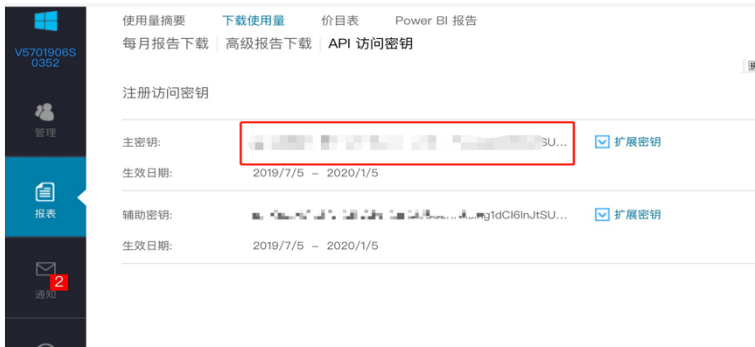 使用量摘要 下载使用量 价目表 Power BI 报告
每月报告下载 高级报告下载 API 访问密钥
V5701906S
0352
注册访问密钥
管理
主密钥: SU... 扩展密钥
生效日期: 2019/7/5 – 2020/1/5
报表
辅助密钥: g1dCI6InJtSU... 扩展密钥
生效日期: 2019/7/5 – 2020/1/5
2
通知